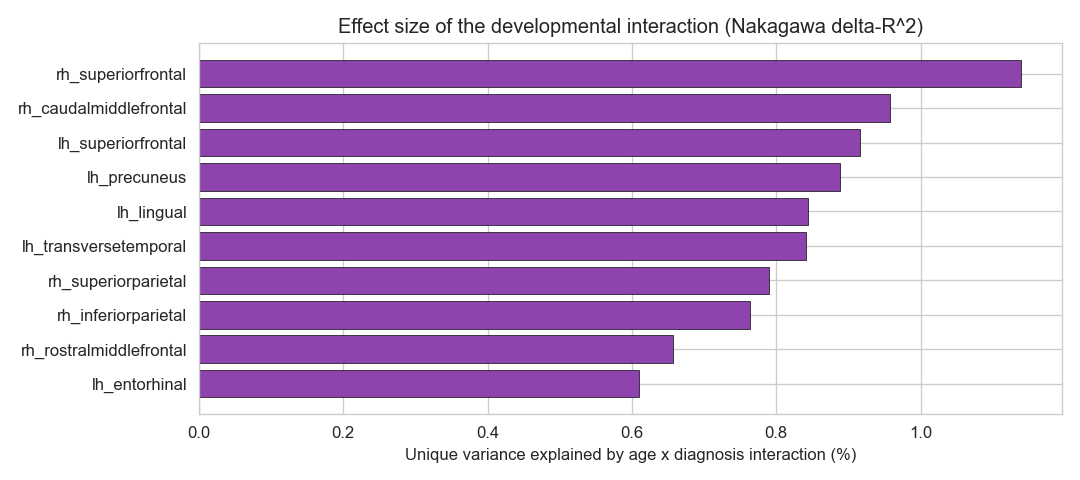 Effect size of the developmental interaction (Nakagawa delta-R^2)
rh_superiorfrontal
rh_caudalmiddlefrontal
lh_superiorfrontal
lh_precuneus
lh_lingual
lh_transversetemporal
rh_superiorparietal
rh_inferiorparietal
rh_rostralmiddlefrontal
lh_entorhinal
0.0 0.2 0.4 0.6 0.8 1.0
Unique variance explained by age x diagnosis interaction (%)